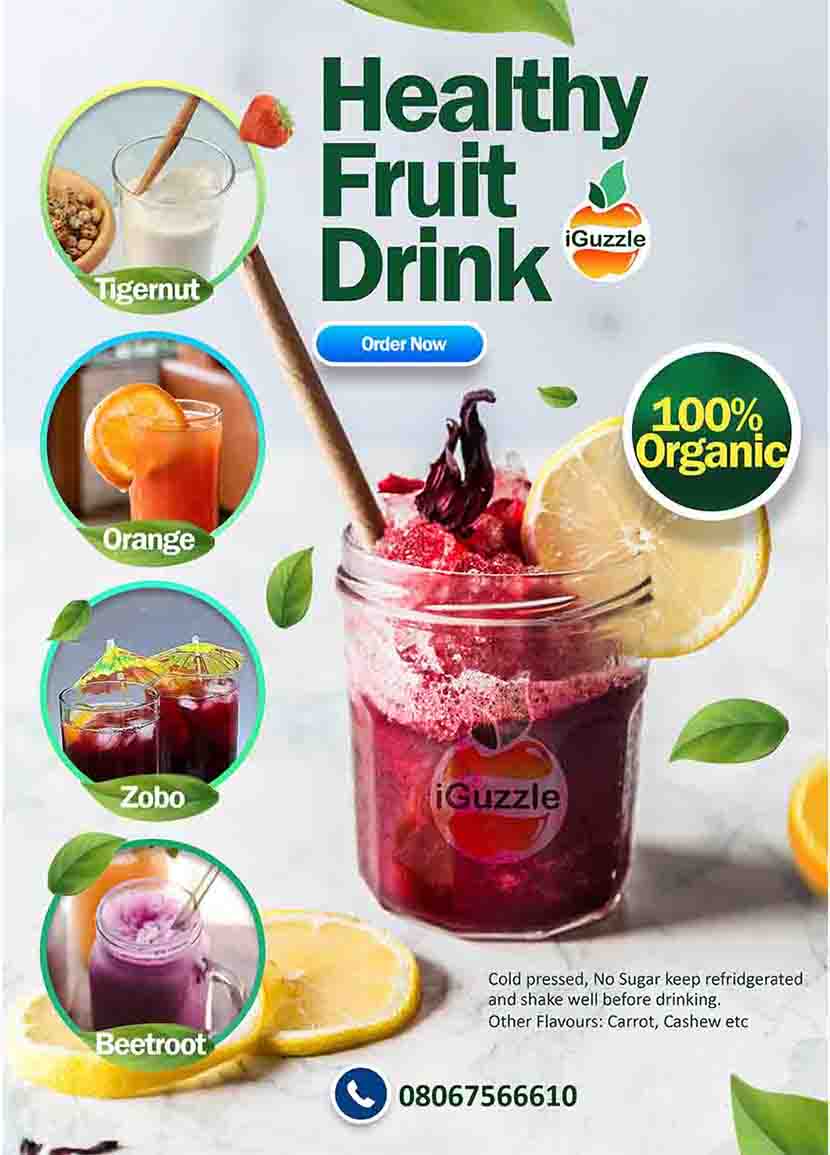 Healthy
Fruit
Drink
iGuzzle
Order Now
Tigernut
100%
Organic
Orange
Zobo
iGuzzle
Beetroot
Cold pressed, No Sugar keep refridgerated
and shake well before drinking.
Other Flavours: Carrot, Cashew etc
08067566610